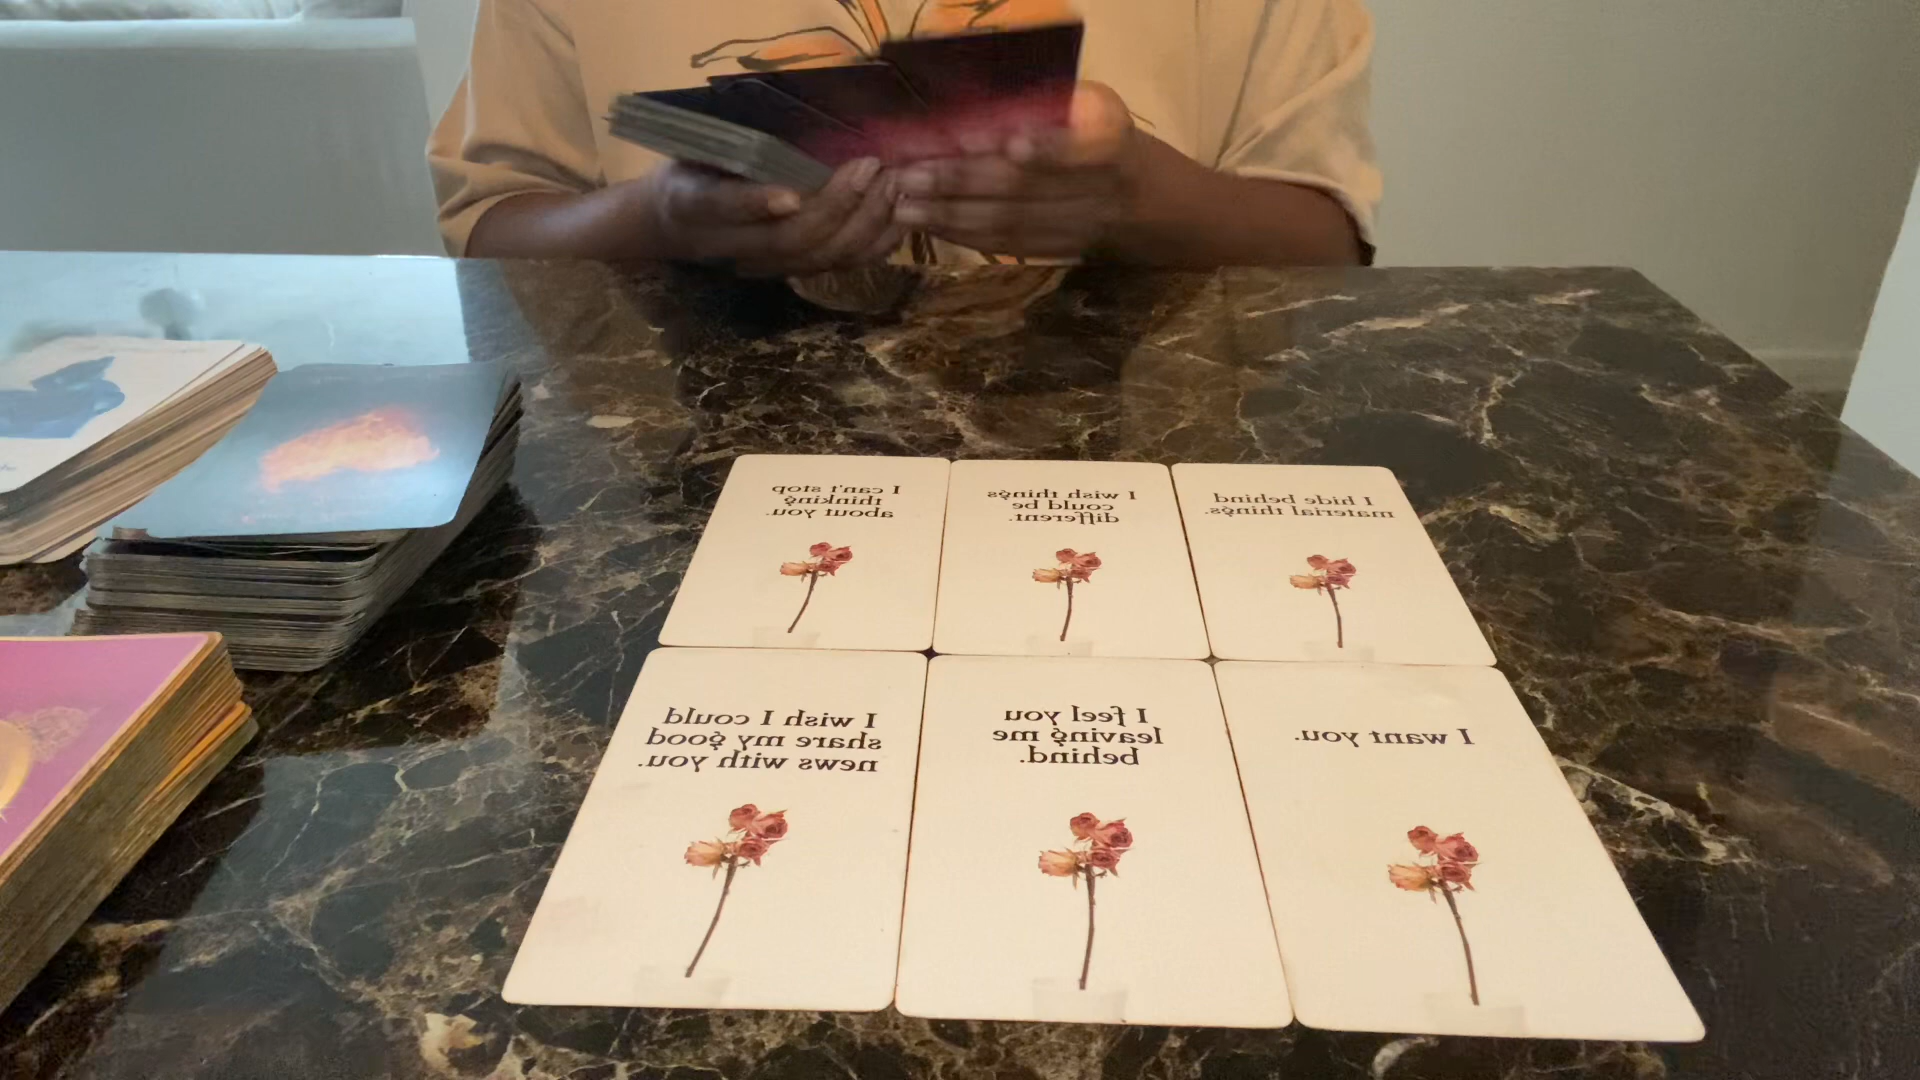 I can't stop
thinking
about you.
I wish things
could be
different.
I hide behind
material things.
I wish I could
share my good
news with you.
I feel you
leaving me
behind.
I want you.